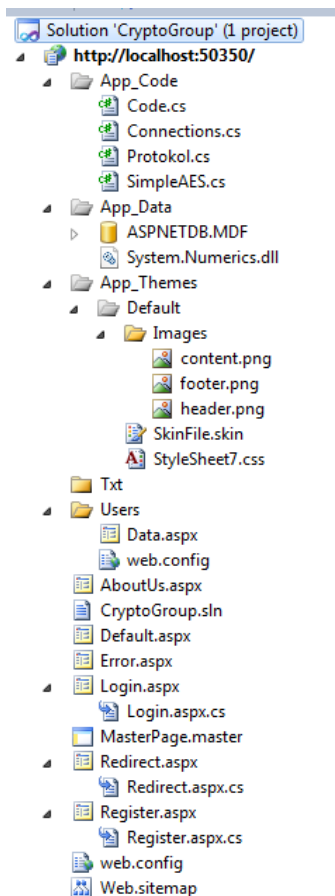 Solution 'CryptoGroup' (1 project)
http://localhost:50350/
App_Code
Code.cs
Connections.cs
Protokol.cs
SimpleAES.cs
App_Data
ASPNETDB.MDF
System.Numerics.dll
App_Themes
Default
Images
content.png
footer.png
header.png
SkinFile.skin
StyleSheet7.css
Txt
Users
Data.aspx
web.config
AboutUs.aspx
CryptoGroup.sln
Default.aspx
Error.aspx
Login.aspx
Login.aspx.cs
MasterPage.master
Redirect.aspx
Redirect.aspx.cs
Register.aspx
Register.aspx.cs
web.config
Web.sitemap